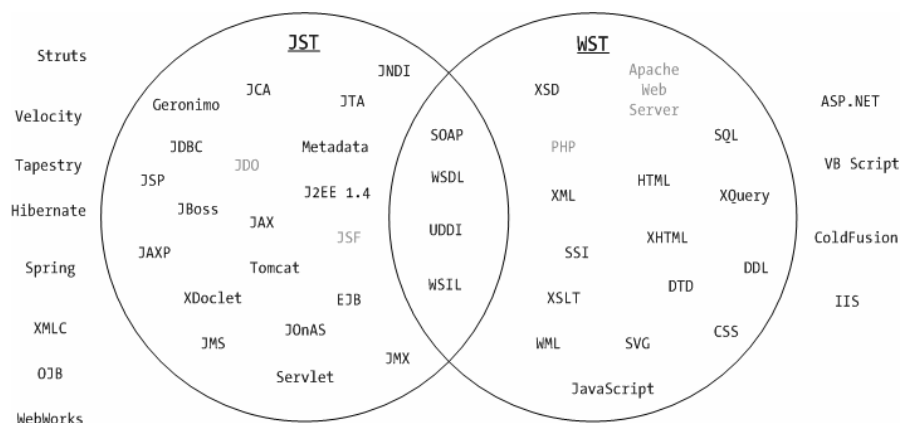 JST
WST
Struts
Velocity
Tapestry
Hibernate
Spring
XMLC
OJB
WebWorks
JNDI
JCA
JTA
Geronimo
JDBC
JDO
Metadata
JSP
J2EE 1.4
JBoss
JAX
JSF
JAXP
Tomcat
XDoclet
EJB
JOnAS
JMS
JMX
Servlet
SOAP
WSDL
UDDI
WSIL
Apache
Web
Server
XSD
SQL
PHP
HTML
XML
XQuery
XHTML
SSI
DDL
DTD
XSLT
CSS
WML
SVG
JavaScript
ASP.NET
VB Script
ColdFusion
IIS